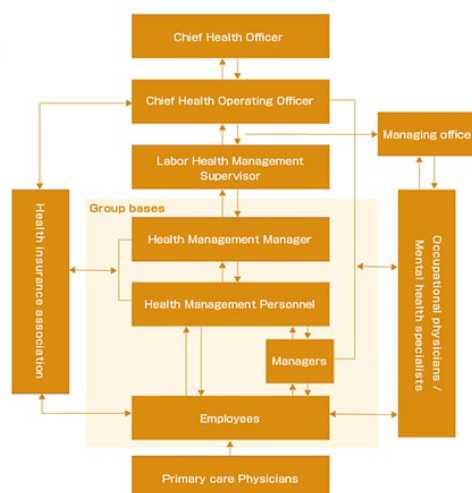 Chief Health Officer
Chief Health Operating Officer
Managing office
Labor Health Management
Supervisor
Group bases
Health Management Manager
Health insurance association
Occupational physicians /
Mental health specialists
Health Management Personnel
Managers
Employees
Primary care Physicians